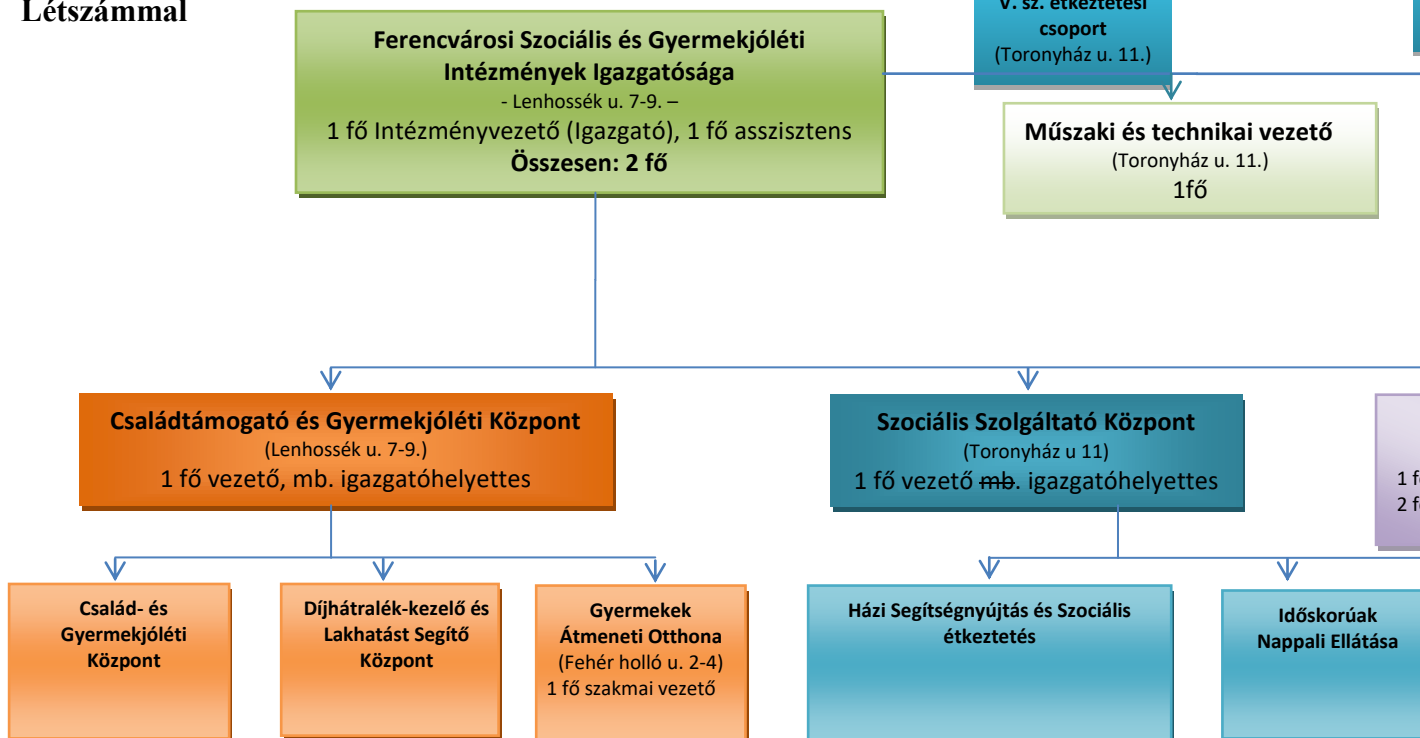 Létszámmal
V. sz. étkeztetési
csoport
(Toronyház u. 11.)
Ferencvárosi Szociális és Gyermekjóléti
Intézmények Igazgatósága
- Lenhossék u. 7-9. –
1 fő Intézményvezető (Igazgató), 1 fő asszisztens
Összesen: 2 fő
Műszaki és technikai vezető
(Toronyház u. 11.)
1fő
Családtámogató és Gyermekjóléti Központ
(Lenhossék u. 7-9.)
1 fő vezető, mb. igazgatóhelyettes
Szociális Szolgáltató Központ
(Toronyház u 11)
1 fő vezető mb. igazgatóhelyettes
1
2
Család- és
Gyermekjóléti
Központ
Díjhátralék-kezelő és
Lakhatást Segítő
Központ
Gyermekek
Átmeneti Otthona
(Fehér holló u. 2-4)
1 fő szakmai vezető
Házi Segítségnyújtás és Szociális
étkeztetés
Időskorúak
Nappali Ellátása